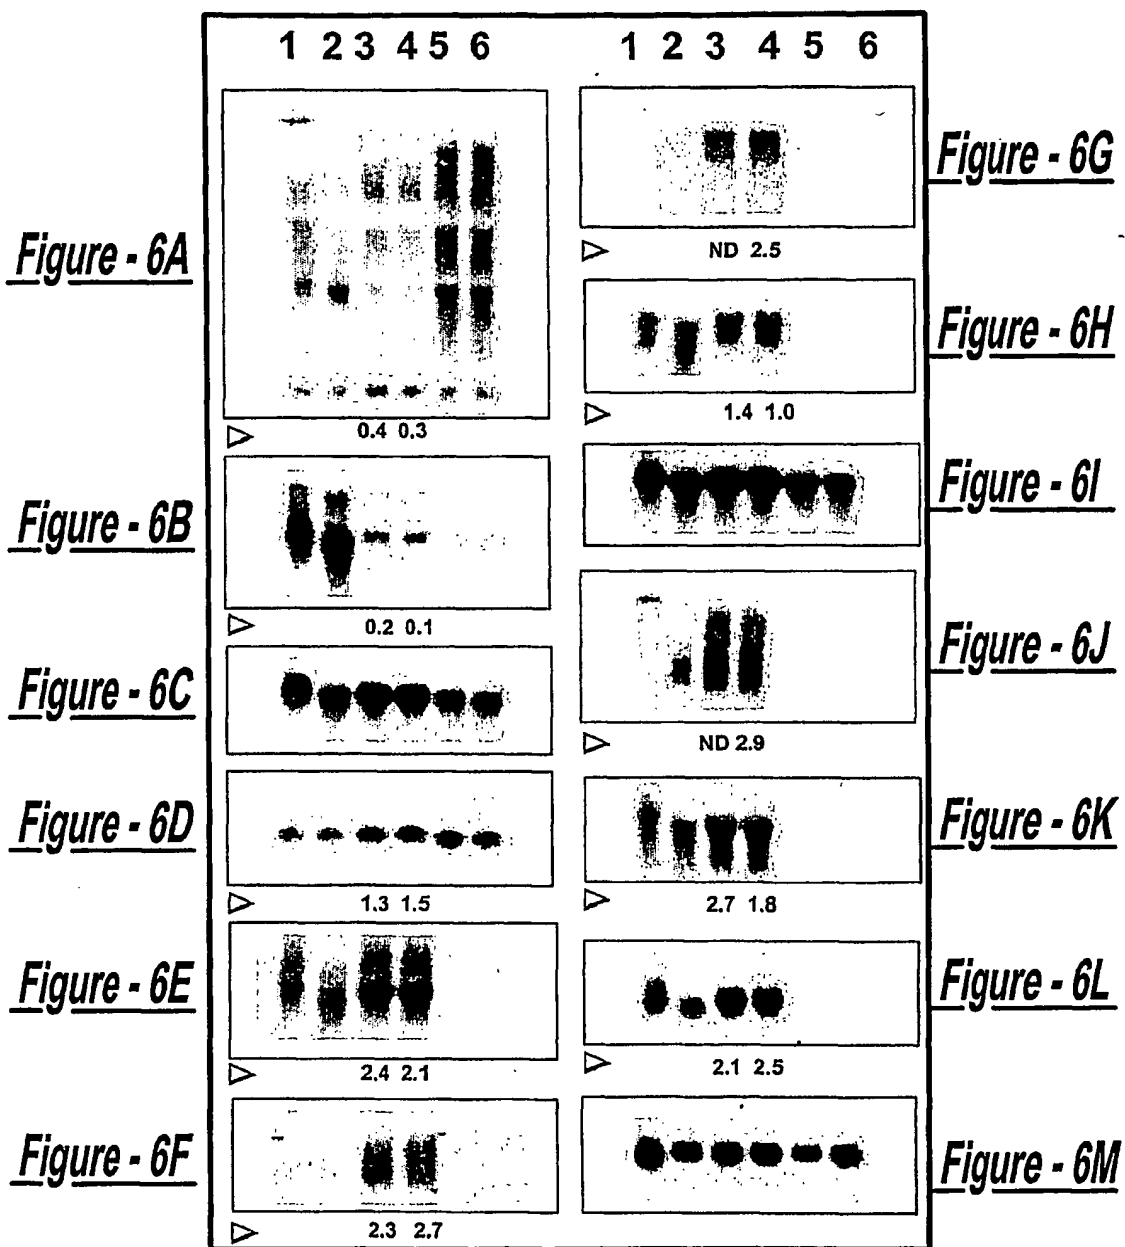 1 2 3 4 5 6
1 2 3 4 5 6
Figure - 6A
0.4 0.3
Figure - 6B
0.2 0.1
Figure - 6C
Figure - 6D
1.3 1.5
Figure - 6E
2.4 2.1
Figure - 6F
2.3 2.7
Figure - 6G
ND 2.5
Figure - 6H
1.4 1.0
Figure - 6I
Figure - 6J
ND 2.9
Figure - 6K
2.7 1.8
Figure - 6L
2.1 2.5
Figure - 6M